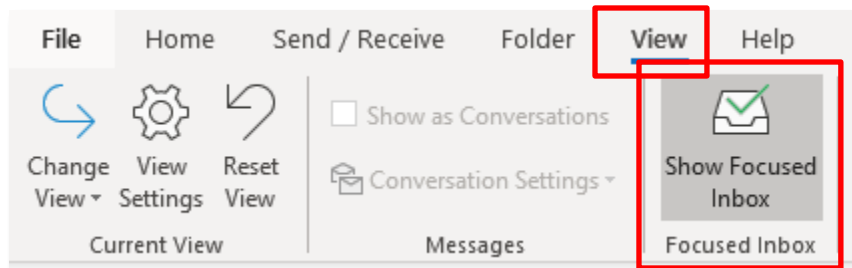 File Home Send / Receive Folder View Help
Change View
View Settings
Reset View
Current View
Show as Conversations
Conversation Settings
Messages
Show Focused
Inbox
Focused Inbox